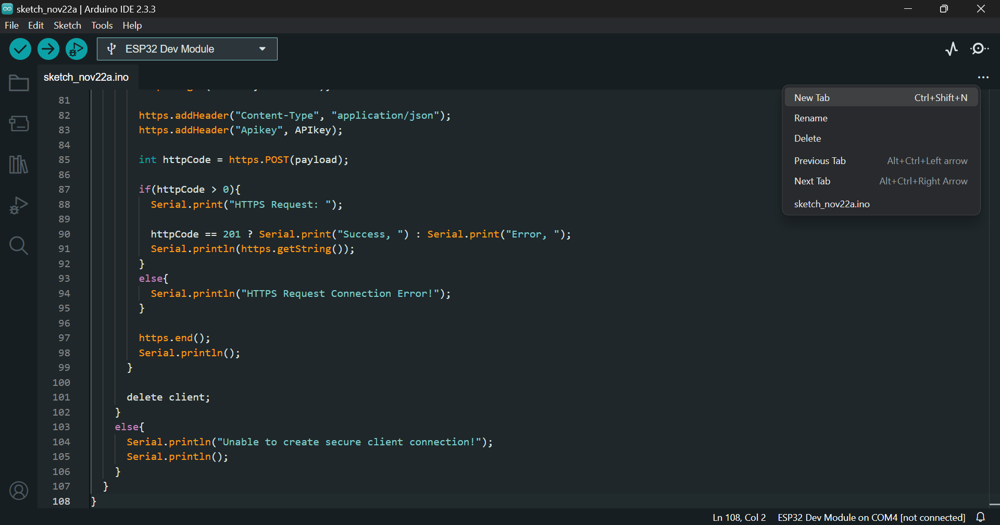 sketch_nov22a | Arduino IDE 2.3.3
File Edit Sketch Tools Help
ESP32 Dev Module
sketch_nov22a.ino
81
82 https.addHeader("Content-Type", "application/json");
83 https.addHeader("Apikey", APIkey);
84
85 int httpCode = https.POST(payload);
86
87 if(httpCode > 0){
88 Serial.print("HTTPS Request: ");
89
90 httpCode == 201 ? Serial.print("Success, ") : Serial.print("Error, ");
91 Serial.println(https.getString());
92 }
93 else{
94 Serial.println("HTTPS Request Connection Error!");
95 }
96
97 https.end();
98 Serial.println();
99 }
100
101 delete client;
102 }
103 else{
104 Serial.println("Unable to create secure client connection!");
105 Serial.println();
106 }
107 }
108 }
New Tab Ctrl+Shift+N
Rename
Delete
Previous Tab Alt+Ctrl+Left arrow
Next Tab Alt+Ctrl+Right Arrow
sketch_nov22a.ino
Ln 108, Col 2 ESP32 Dev Module on COM4 [not connected]